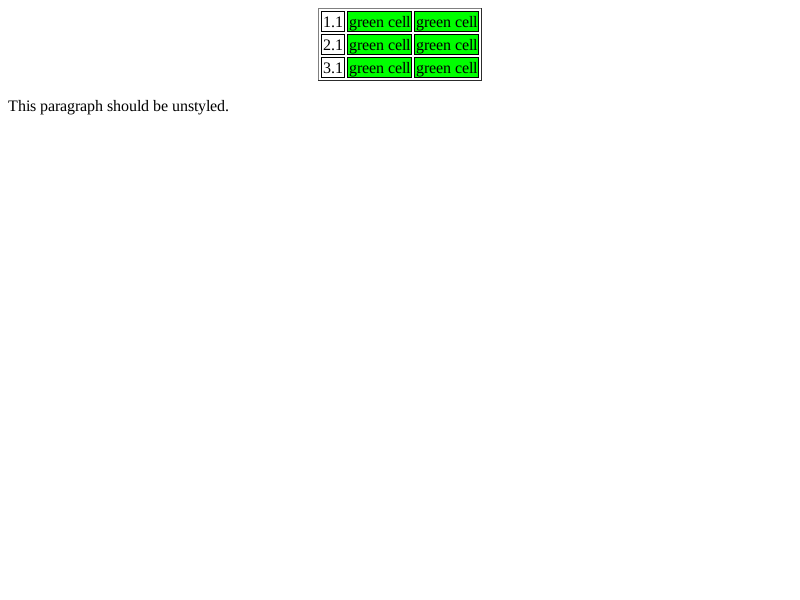 1.1 green cell green cell
2.1 green cell green cell
3.1 green cell green cell
This paragraph should be unstyled.